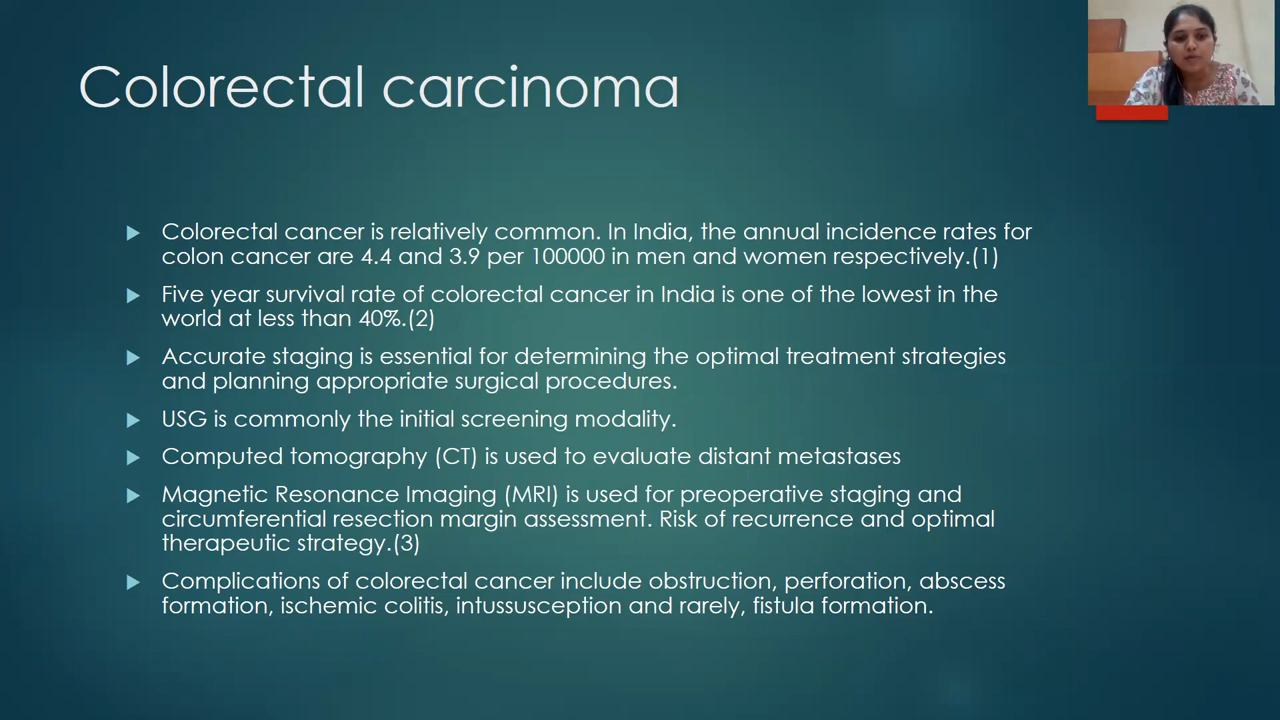 Colorectal carcinoma
Colorectal cancer is relatively common. In India, the annual incidence rates for
colon cancer are 4.4 and 3.9 per 100000 in men and women respectively.(1)
Five year survival rate of colorectal cancer in India is one of the lowest in the
world at less than 40%.(2)
Accurate staging is essential for determining the optimal treatment strategies
and planning appropriate surgical procedures.
USG is commonly the initial screening modality.
Computed tomography (CT) is used to evaluate distant metastases
Magnetic Resonance Imaging (MRI) is used for preoperative staging and
circumferential resection margin assessment. Risk of recurrence and optimal
therapeutic strategy.(3)
Complications of colorectal cancer include obstruction, perforation, abscess
formation, ischemic colitis, intussusception and rarely, fistula formation.